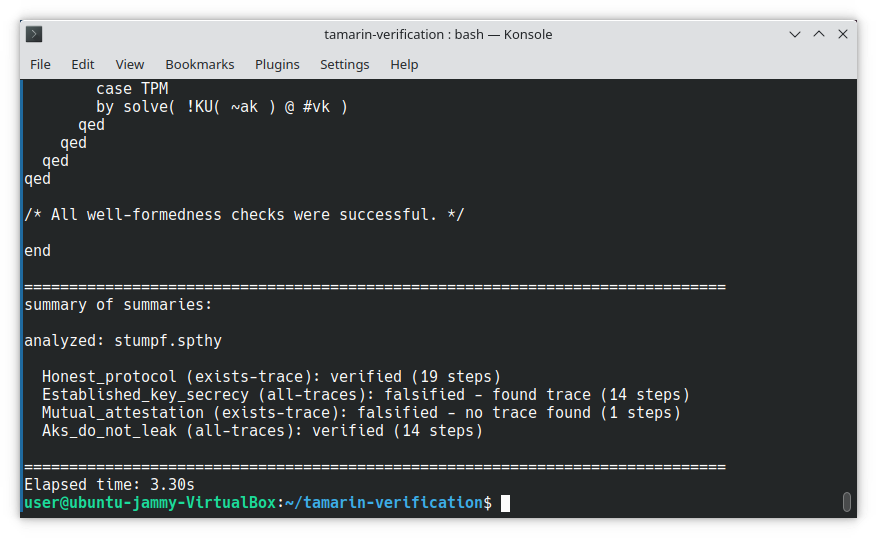 tamarin-verification : bash — Konsole
File Edit View Bookmarks Plugins Settings Help
        case TPM
        by solve( !KU( ~ak ) @ #vk )
      qed
    qed
  qed
qed

/* All well-formedness checks were successful. */

end

==============================================================================
summary of summaries:

analyzed: stumpf.spthy

  Honest_protocol (exists-trace): verified (19 steps)
  Established_key_secrecy (all-traces): falsified - found trace (14 steps)
  Mutual_attestation (exists-trace): falsified - no trace found (1 steps)
  Aks_do_not_leak (all-traces): verified (14 steps)

==============================================================================
Elapsed time: 3.30s
user@ubuntu-jammy-VirtualBox:~/tamarin-verification$